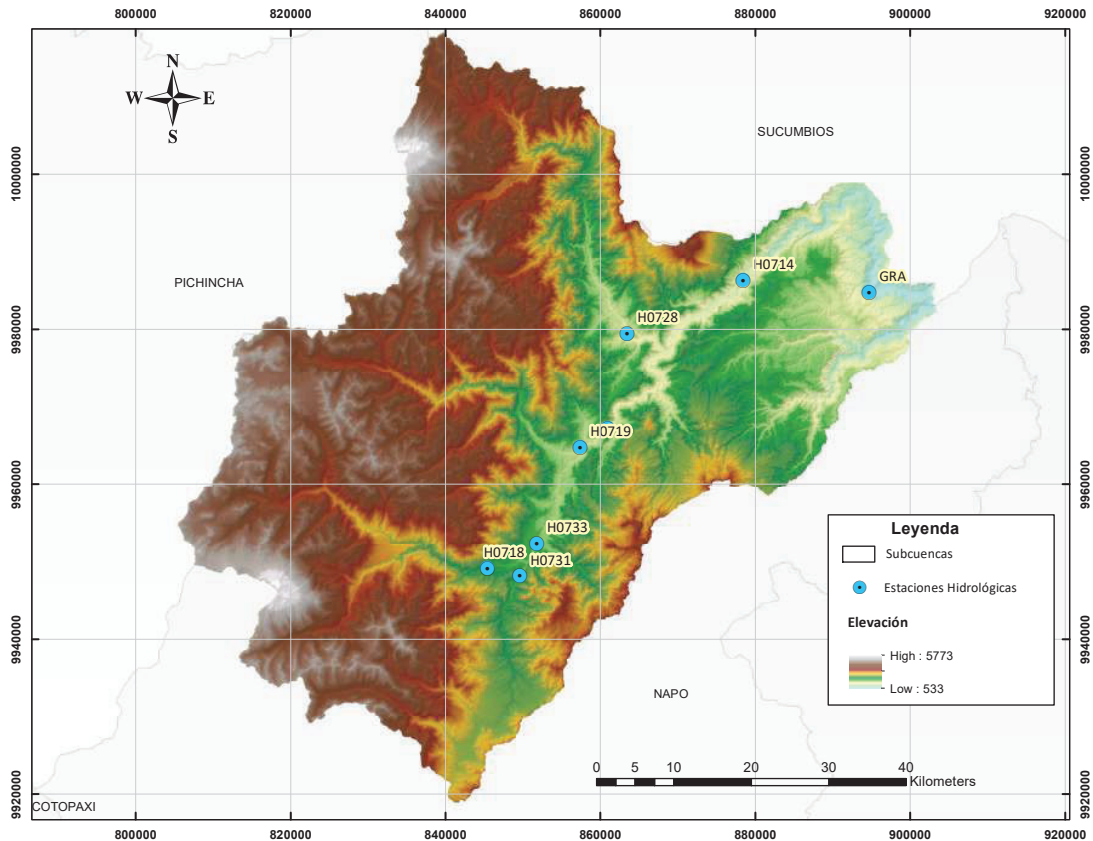 800000 820000 840000 860000 880000 900000 920000
N
W E
S
SUCUMBIOS
10000000 10000000
PICHINCHA
H0714
GRA
H0728
9980000 9980000
H0719
9960000 9960000
H0733
H0718
H0731
Leyenda
Subcuencas
Estaciones Hidrológicas
Elevación
High : 5773
Low : 533
9940000 9940000
NAPO
0 5 10 20 30 40
Kilometers
9920000 9920000
COTOPAXI
800000 820000 840000 860000 880000 900000 920000